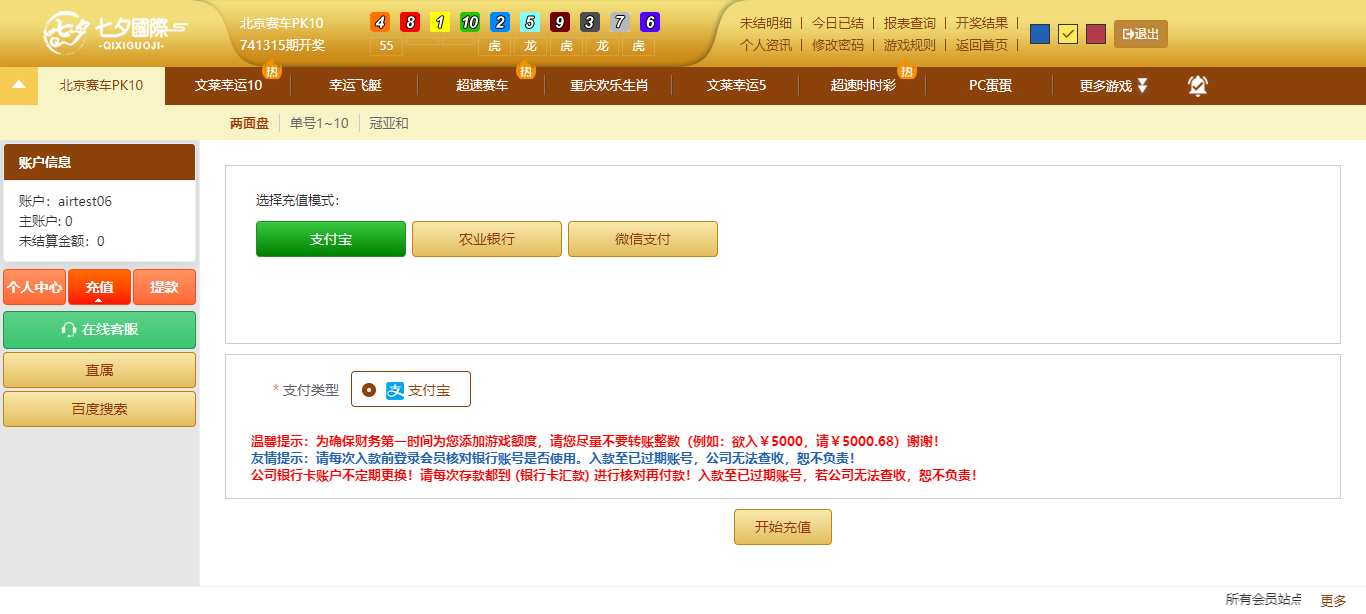 七夕國際
-QIXIGUOJI-
北京赛车PK10
741315期开奖
4 8 1 10 2 5 9 3 7 6
55 虎 龙 虎 龙 虎
未结明细 | 今日已结 | 报表查询 | 开奖结果 |
个人资讯 | 修改密码 | 游戏规则 | 返回首页 |
退出
北京赛车PK10
文莱幸运10
热
幸运飞艇
超速赛车
热
重庆欢乐生肖
文莱幸运5
超速时时彩
热
PC蛋蛋
更多游戏
两面盘
单号1~10
冠亚和
账户信息
账户：airtest06
主账户: 0
未结算金额：0
个人中心
充值
提款
在线客服
直属
百度搜索
选择充值模式：
支付宝
农业银行
微信支付
* 支付类型
支 支付宝
温馨提示：为确保财务第一时间为您添加游戏额度，请您尽量不要转账整数（例如：欲入￥5000，请￥5000.68）谢谢！
友情提示：请每次入款前登录会员核对银行账号是否使用。入款至已过期账号，公司无法查收，恕不负责！
公司银行卡账户不定期更换！请每次存款都到 (银行卡汇款) 进行核对再付款！入款至已过期账号，若公司无法查收，恕不负责！
开始充值
所有会员站点
更多